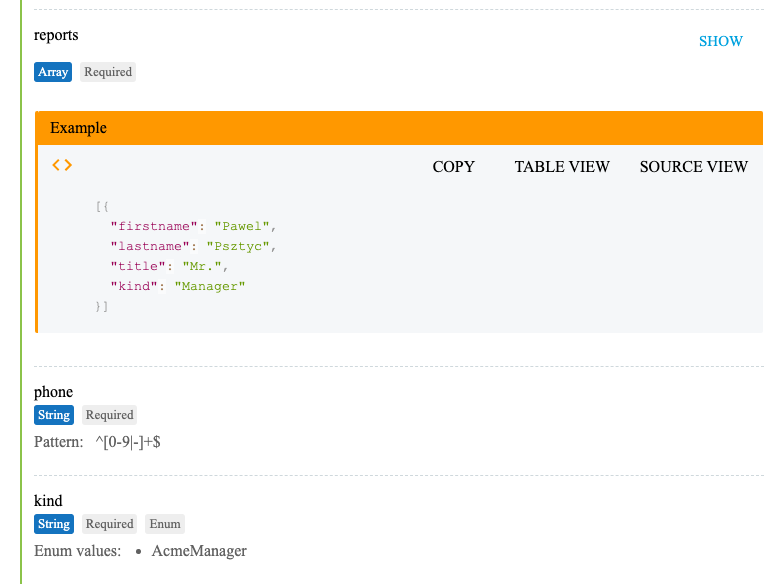 reports
SHOW
Array Required
Example
<> COPY TABLE VIEW SOURCE VIEW
[{
"firstname": "Pawel",
"lastname": "Psztyc",
"title": "Mr.",
"kind": "Manager"
}]
phone
String Required
Pattern: ^[0-9|-]+$
kind
String Required Enum
Enum values: • AcmeManager